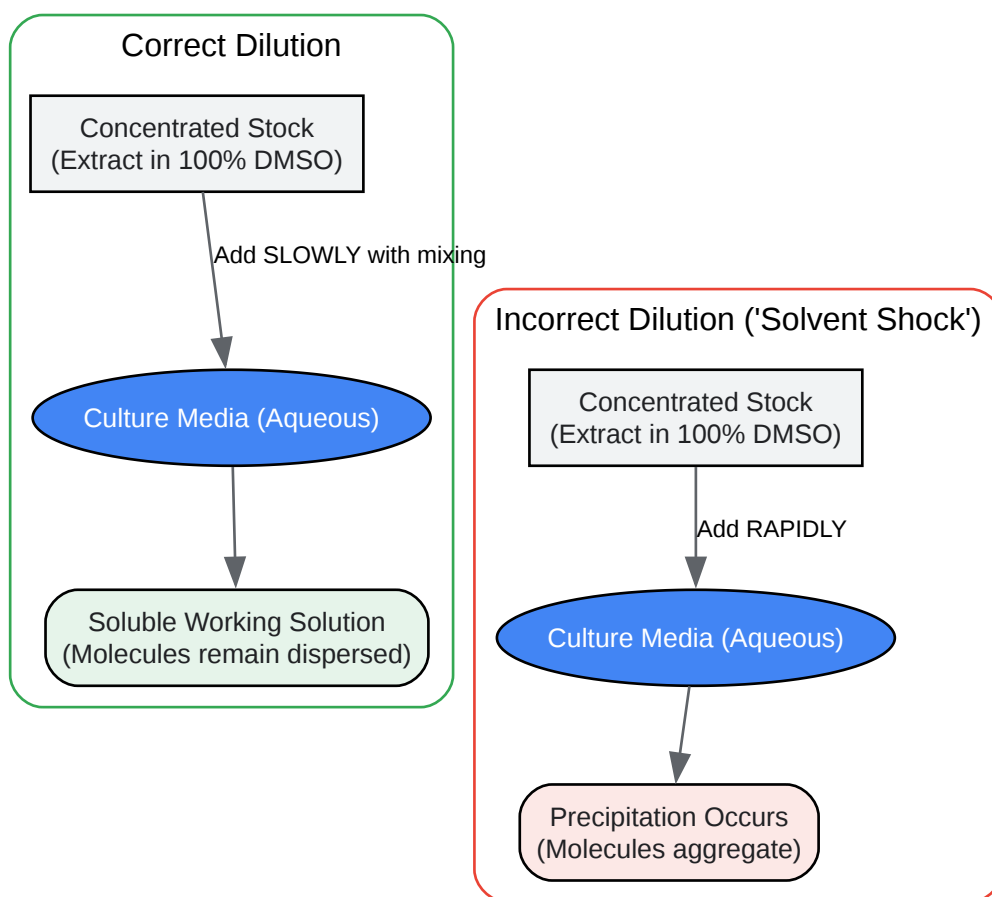 Correct Dilution
Concentrated Stock
(Extract in 100% DMSO)
Add SLOWLY with mixing
Culture Media (Aqueous)
Soluble Working Solution
(Molecules remain dispersed)
Incorrect Dilution ('Solvent Shock')
Concentrated Stock
(Extract in 100% DMSO)
Add RAPIDLY
Culture Media (Aqueous)
Precipitation Occurs
(Molecules aggregate)